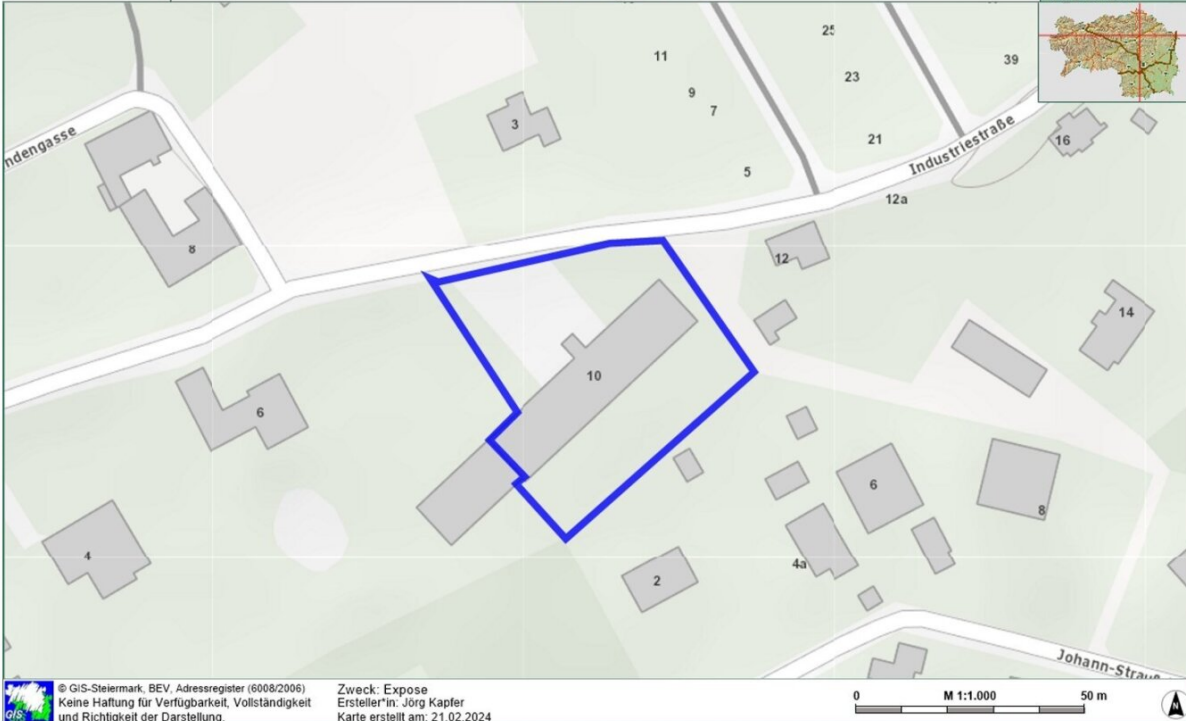 11
25
39
9
23
7
3
ndengasse
21
Industriestraße
16
5
12a
8
12
14
10
6
6
8
4
4a
2
Johann-Strauß
GIS
© GIS-Steiermark, BEV, Adressregister (6008/2006)
Keine Haftung für Verfügbarkeit, Vollständigkeit
und Richtigkeit der Darstellung.
Zweck: Expose
Ersteller*in: Jörg Kapfer
Karte erstellt am: 21.02.2024
0 M 1:1.000 50 m
N